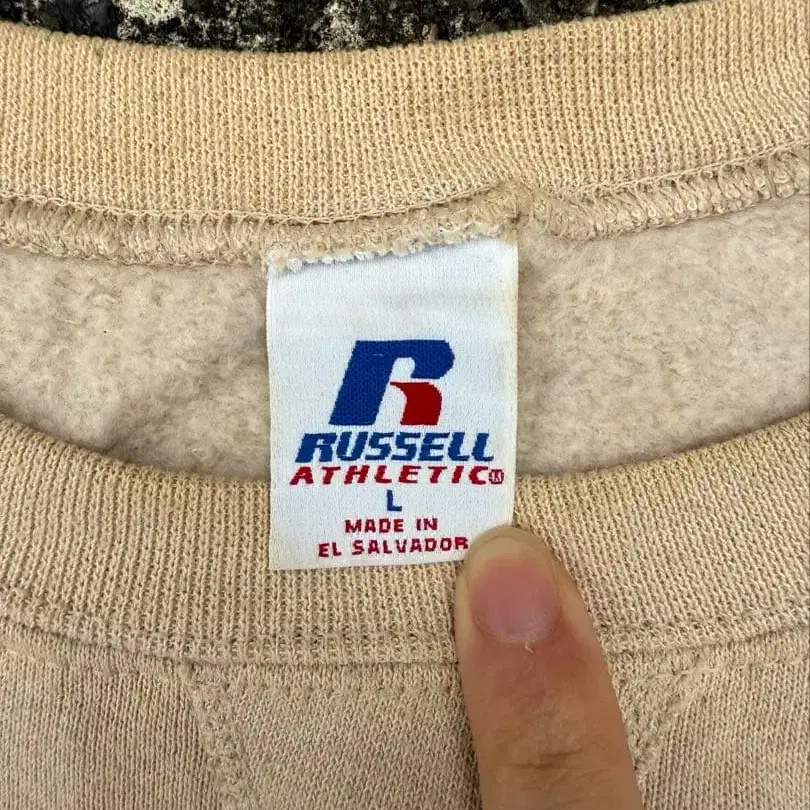 RUSSELL
ATHLETIC
L
MADE IN
EL SALVADOR